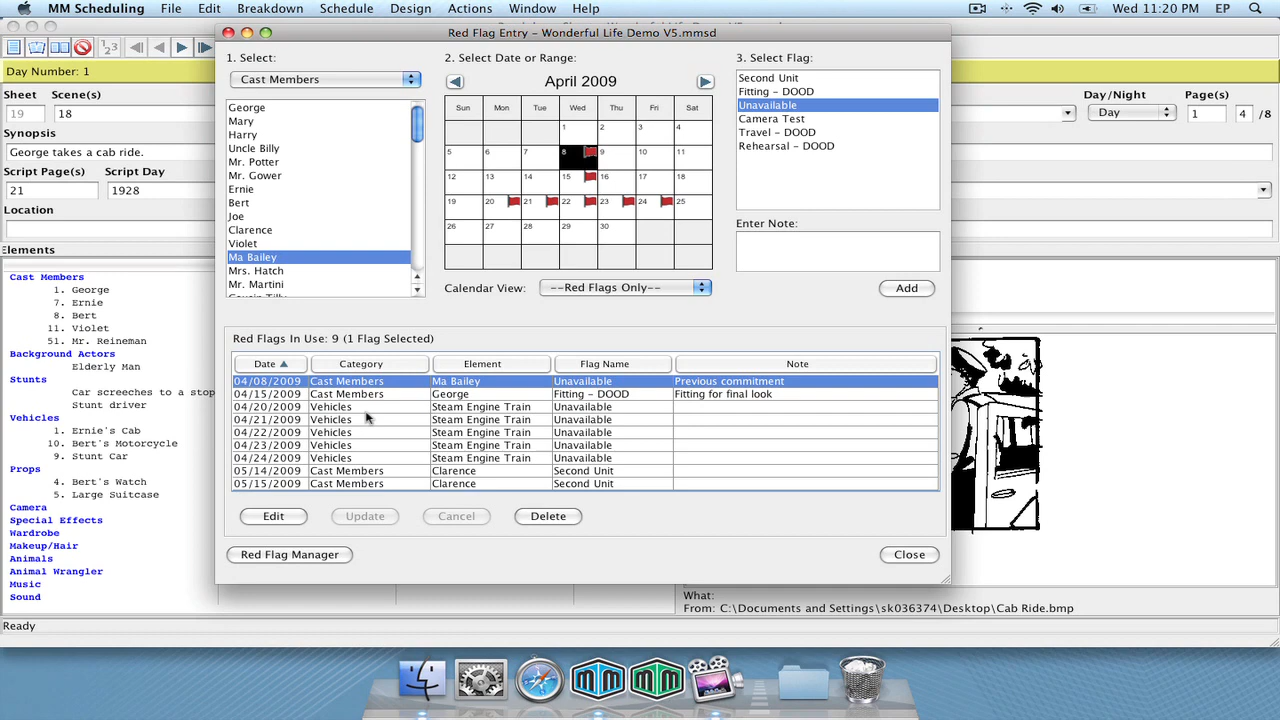 MM Scheduling File Edit Breakdown Schedule Design Actions Window Help Wed 11:20 PM EP
Red Flag Entry - Wonderful Life Demo V5.mmsd
Day Number: 1
Sheet Scene(s)
19 18
Synopsis
George takes a cab ride.
Script Page(s) Script Day
21 1928
Location
Elements
Cast Members
1. George
7. Ernie
8. Bert
11. Violet
51. Mr. Reineman
Background Actors
Elderly Man
Stunts
Car screeches to a stop
Stunt driver
Vehicles
1. Ernie's Cab
10. Bert's Motorcycle
9. Stunt Car
Props
4. Bert's Watch
5. Large Suitcase
Camera
Special Effects
Wardrobe
Makeup/Hair
Animals
Animal Wrangler
Music
Sound
Ready
1. Select:
Cast Members
George
Mary
Harry
Uncle Billy
Mr. Potter
Mr. Gower
Ernie
Bert
Joe
Clarence
Violet
Ma Bailey
Mrs. Hatch
Mr. Martini
2. Select Date or Range:
April 2009
Sun Mon Tue Wed Thu Fri Sat
1 2 3 4
5 6 7 8 9 10 11
12 13 14 15 16 17 18
19 20 21 22 23 24 25
26 27 28 29 30
Calendar View: --Red Flags Only--
3. Select Flag:
Second Unit
Fitting - DOOD
Unavailable
Camera Test
Travel - DOOD
Rehearsal - DOOD
Enter Note:
Add
Red Flags In Use: 9 (1 Flag Selected)
Date Category Element Flag Name Note
04/08/2009 Cast Members Ma Bailey Unavailable Previous commitment
04/15/2009 Cast Members George Fitting - DOOD Fitting for final look
04/20/2009 Vehicles Steam Engine Train Unavailable
04/21/2009 Vehicles Steam Engine Train Unavailable
04/22/2009 Vehicles Steam Engine Train Unavailable
04/23/2009 Vehicles Steam Engine Train Unavailable
04/24/2009 Vehicles Steam Engine Train Unavailable
05/14/2009 Cast Members Clarence Second Unit
05/15/2009 Cast Members Clarence Second Unit
Edit Update Cancel Delete
Red Flag Manager Close
Day/Night Page(s)
Day 1 4 /8
What:
From: C:\Documents and Settings\sk036374\Desktop\Cab Ride.bmp
MM MM